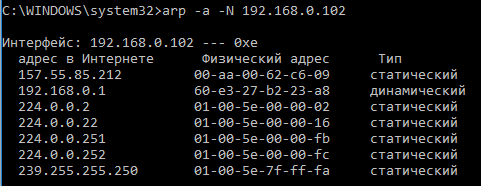 C:\WINDOWS\system32>arp -a -N 192.168.0.102
Интерфейс: 192.168.0.102 --- 0xe
адрес в Интернете Физический адрес Тип
157.55.85.212 00-aa-00-62-c6-09 статический
192.168.0.1 60-e3-27-b2-23-a8 динамический
224.0.0.2 01-00-5e-00-00-02 статический
224.0.0.22 01-00-5e-00-00-16 статический
224.0.0.251 01-00-5e-00-00-fb статический
224.0.0.252 01-00-5e-00-00-fc статический
239.255.255.250 01-00-5e-7f-ff-fa статический